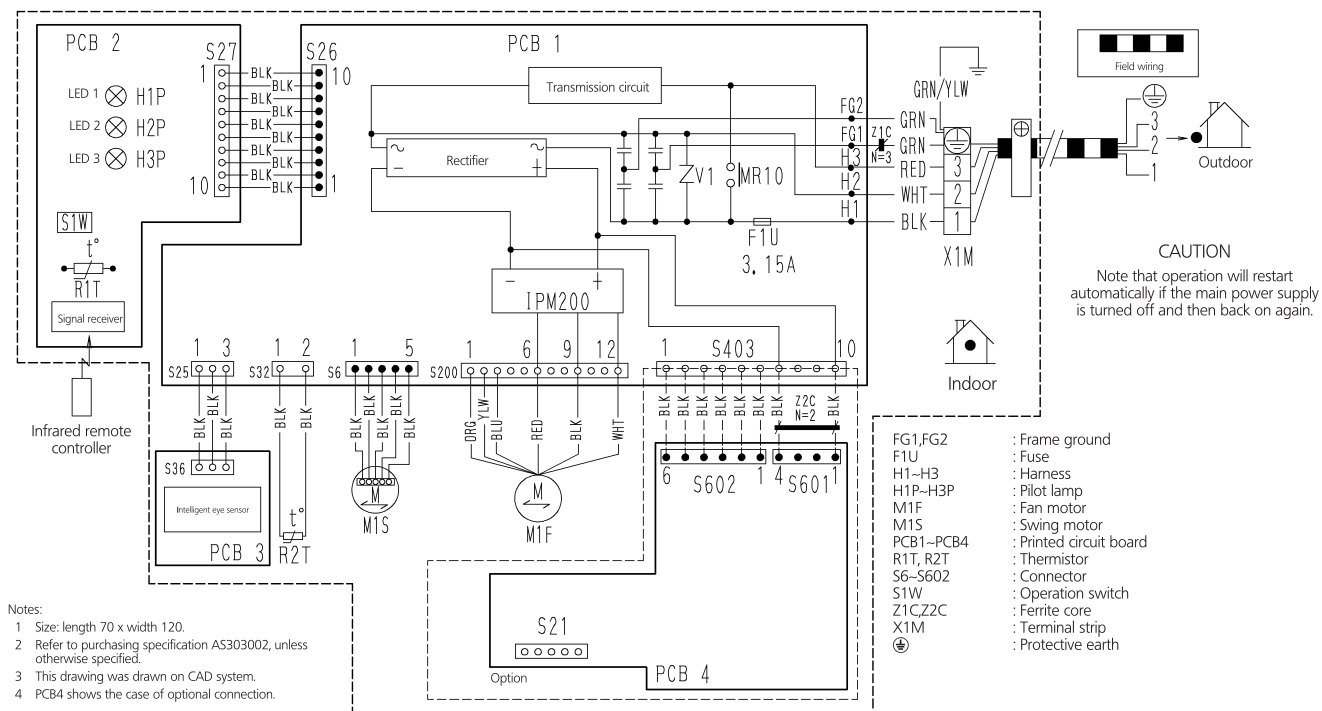 PCB 2
S27
S26
PCB 1
1
BLK
10
BLK
LED 1 H1P
BLK
BLK
LED 2 H2P
BLK
BLK
LED 3 H3P
BLK
BLK
BLK
10
BLK
1
Transmission circuit
~
Rectifier
~
−
+
V1
MR10
F1U
3.15A
FG2
FG1
H3
H2
H1
Z1C
N=3
GRN/YLW
GRN
GRN
RED
3
WHT
2
BLK
1
X1M
Field wiring
3
2
1
Outdoor
CAUTION
Note that operation will restart
automatically if the main power supply
is turned off and then back on again.
Indoor
S1W
t°
R1T
Signal receiver
Infrared remote
controller
− +
IPM200
1 3
S25
BLK
BLK
BLK
S36
Intelligent eye sensor
PCB 3
1 2
S32
BLK
BLK
t°
R2T
1 5
S6
BLK
BLK
BLK
BLK
BLK
M
M1S
1 6 9 12
S200
ORG
YLW
BLU
RED
BLK
WHT
M
M1F
1 S403 10
BLK
BLK
BLK
BLK
BLK
BLK
BLK
Z2C
N=2
BLK
6 1 4 1
S602 S601
S21
Option
PCB 4
FG1,FG2 : Frame ground
F1U : Fuse
H1~H3 : Harness
H1P~H3P : Pilot lamp
M1F : Fan motor
M1S : Swing motor
PCB1~PCB4 : Printed circuit board
R1T, R2T : Thermistor
S6~S602 : Connector
S1W : Operation switch
Z1C,Z2C : Ferrite core
X1M : Terminal strip
: Protective earth
Notes:
1 Size: length 70 x width 120.
2 Refer to purchasing specification AS303002, unless
otherwise specified.
3 This drawing was drawn on CAD system.
4 PCB4 shows the case of optional connection.